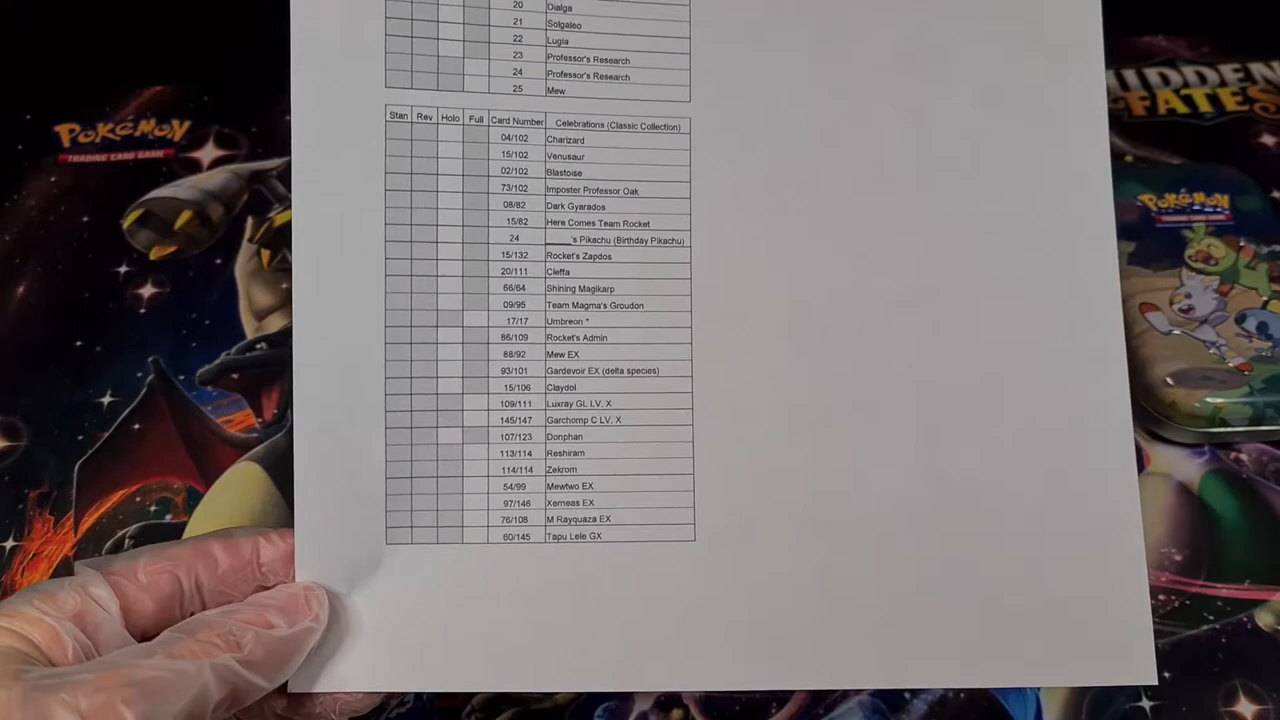 20 Dialga
21 Solgaleo
22 Lugia
23 Professor's Research
24 Professor's Research
25 Mew
Stan Rev Holo Full Card Number Celebrations (Classic Collection)
04/102 Charizard
15/102 Venusaur
02/102 Blastoise
73/102 Imposter Professor Oak
08/82 Dark Gyarados
15/82 Here Comes Team Rocket
24 _____'s Pikachu (Birthday Pikachu)
15/132 Rocket's Zapdos
20/111 Cleffa
66/64 Shining Magikarp
09/95 Team Magma's Groudon
17/17 Umbreon *
86/109 Rocket's Admin
88/92 Mew EX
93/101 Gardevoir EX (delta species)
15/106 Claydol
109/111 Luxray GL LV. X
145/147 Garchomp C LV. X
107/123 Donphan
113/114 Reshiram
114/114 Zekrom
54/99 Mewtwo EX
97/146 Xerneas EX
76/108 M Rayquaza EX
60/145 Tapu Lele GX
POKéMON
TRADING CARD GAME
HIDDEN
FATES
POKéMON
TRADING CARD GAME